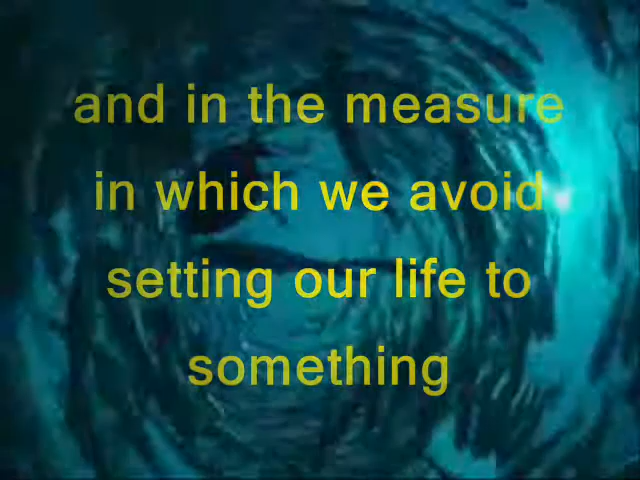 and in the measure
in which we avoid
setting our life to
something